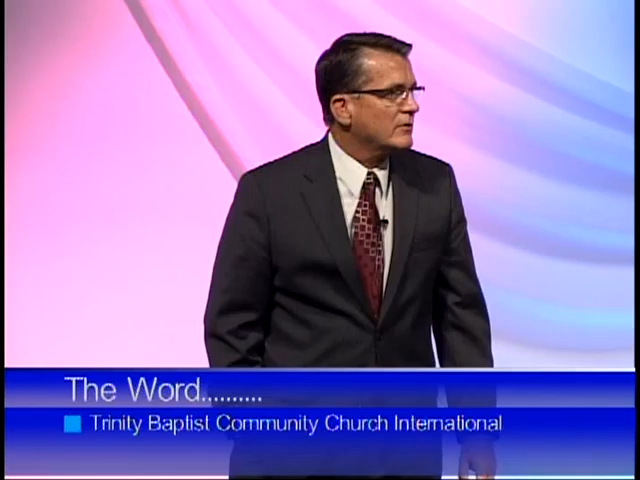 The Word..........
Trinity Baptist Community Church International